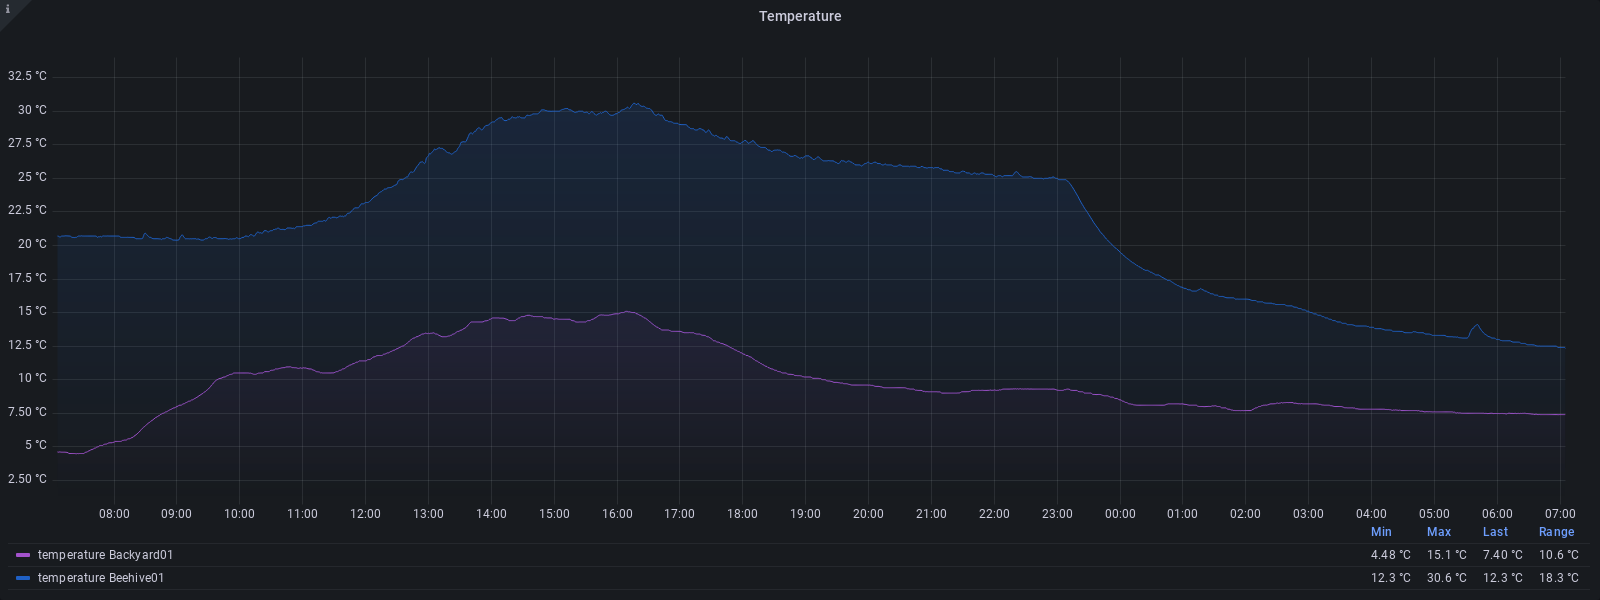 i
Temperature
32.5 °C
30 °C
27.5 °C
25 °C
22.5 °C
20 °C
17.5 °C
15 °C
12.5 °C
10 °C
7.50 °C
5 °C
2.50 °C
08:00 09:00 10:00 11:00 12:00 13:00 14:00 15:00 16:00 17:00 18:00 19:00 20:00 21:00 22:00 23:00 00:00 01:00 02:00 03:00 04:00 05:00 06:00 07:00
Min Max Last Range
temperature Backyard01 4.48 °C 15.1 °C 7.40 °C 10.6 °C
temperature Beehive01 12.3 °C 30.6 °C 12.3 °C 18.3 °C